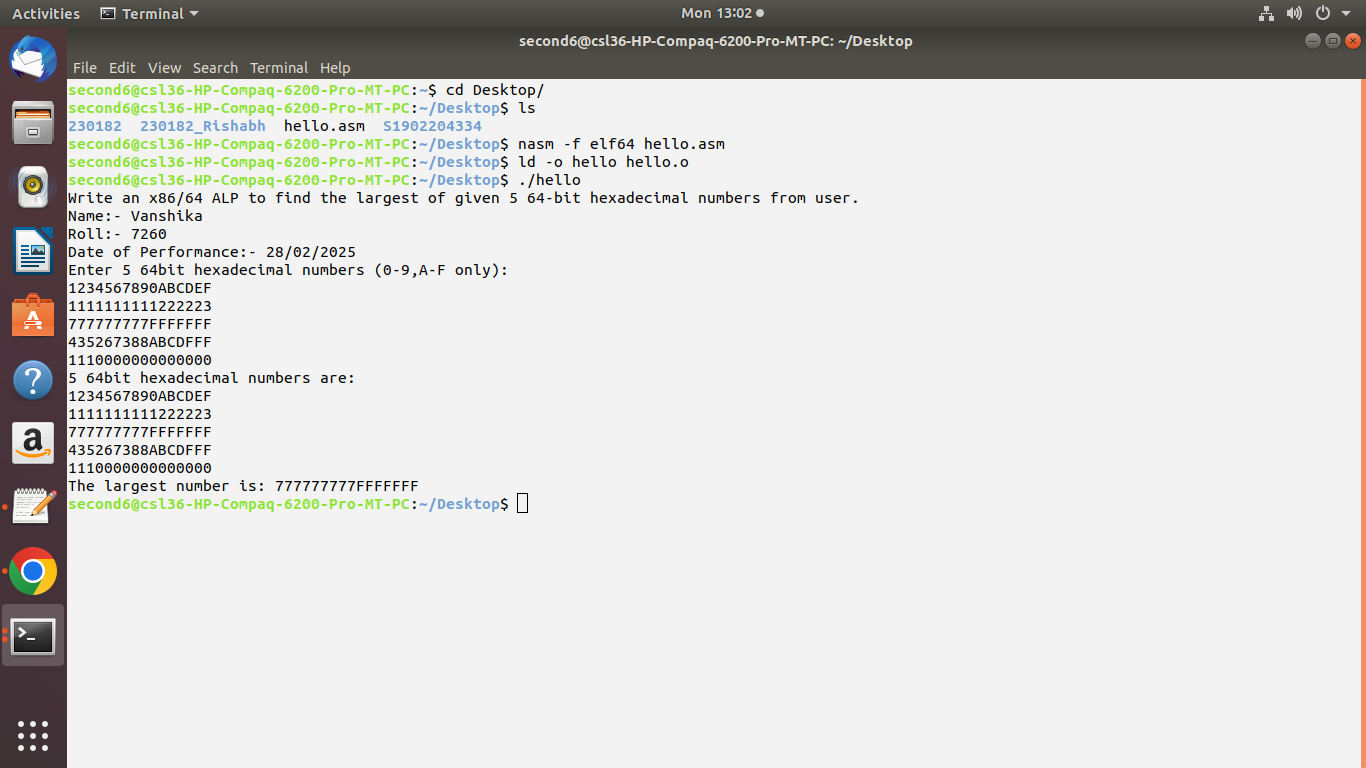 Activities Terminal Mon 13:02
second6@csl36-HP-Compaq-6200-Pro-MT-PC: ~/Desktop
File Edit View Search Terminal Help
second6@csl36-HP-Compaq-6200-Pro-MT-PC:~$ cd Desktop/
second6@csl36-HP-Compaq-6200-Pro-MT-PC:~/Desktop$ ls
230182  230182_Rishabh  hello.asm  S1902204334
second6@csl36-HP-Compaq-6200-Pro-MT-PC:~/Desktop$ nasm -f elf64 hello.asm
second6@csl36-HP-Compaq-6200-Pro-MT-PC:~/Desktop$ ld -o hello hello.o
second6@csl36-HP-Compaq-6200-Pro-MT-PC:~/Desktop$ ./hello
Write an x86/64 ALP to find the largest of given 5 64-bit hexadecimal numbers from user.
Name:- Vanshika
Roll:- 7260
Date of Performance:- 28/02/2025
Enter 5 64bit hexadecimal numbers (0-9,A-F only):
1234567890ABCDEF
1111111111222223
777777777FFFFFFF
435267388ABCDFFF
1110000000000000
5 64bit hexadecimal numbers are:
1234567890ABCDEF
1111111111222223
777777777FFFFFFF
435267388ABCDFFF
1110000000000000
The largest number is: 777777777FFFFFFF
second6@csl36-HP-Compaq-6200-Pro-MT-PC:~/Desktop$